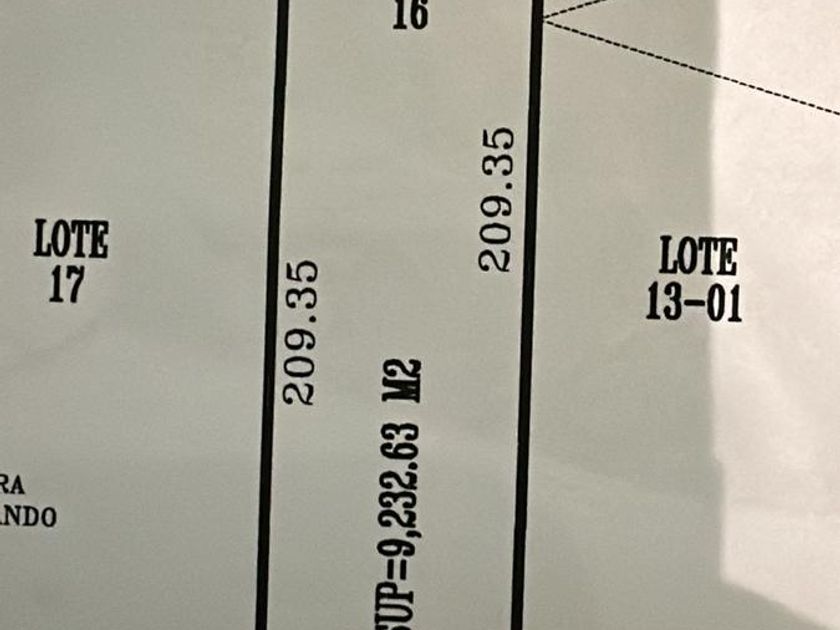 16
LOTE
17
209.35
209.35
LOTE
13-01
SUP=9,232.63 M2
RA
ANDO